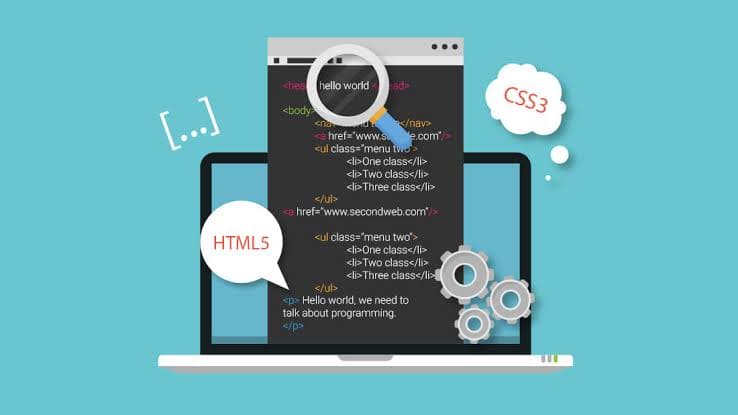 <head> hello world <head>
<body>
</nav>
<a href="www. .com"/>
<ul class="menu two">
<li>One class</li>
<li>Two class</li>
<li>Three class</li>
</ul>
<a href="www.secondweb.com"/>
<ul class="menu two">
<li>One class</li>
<li>Two class</li>
<li>Three class</li>
</ul>
<p> Hello world, we need to
talk about programming.
</p>
[...]
CSS3
HTML5